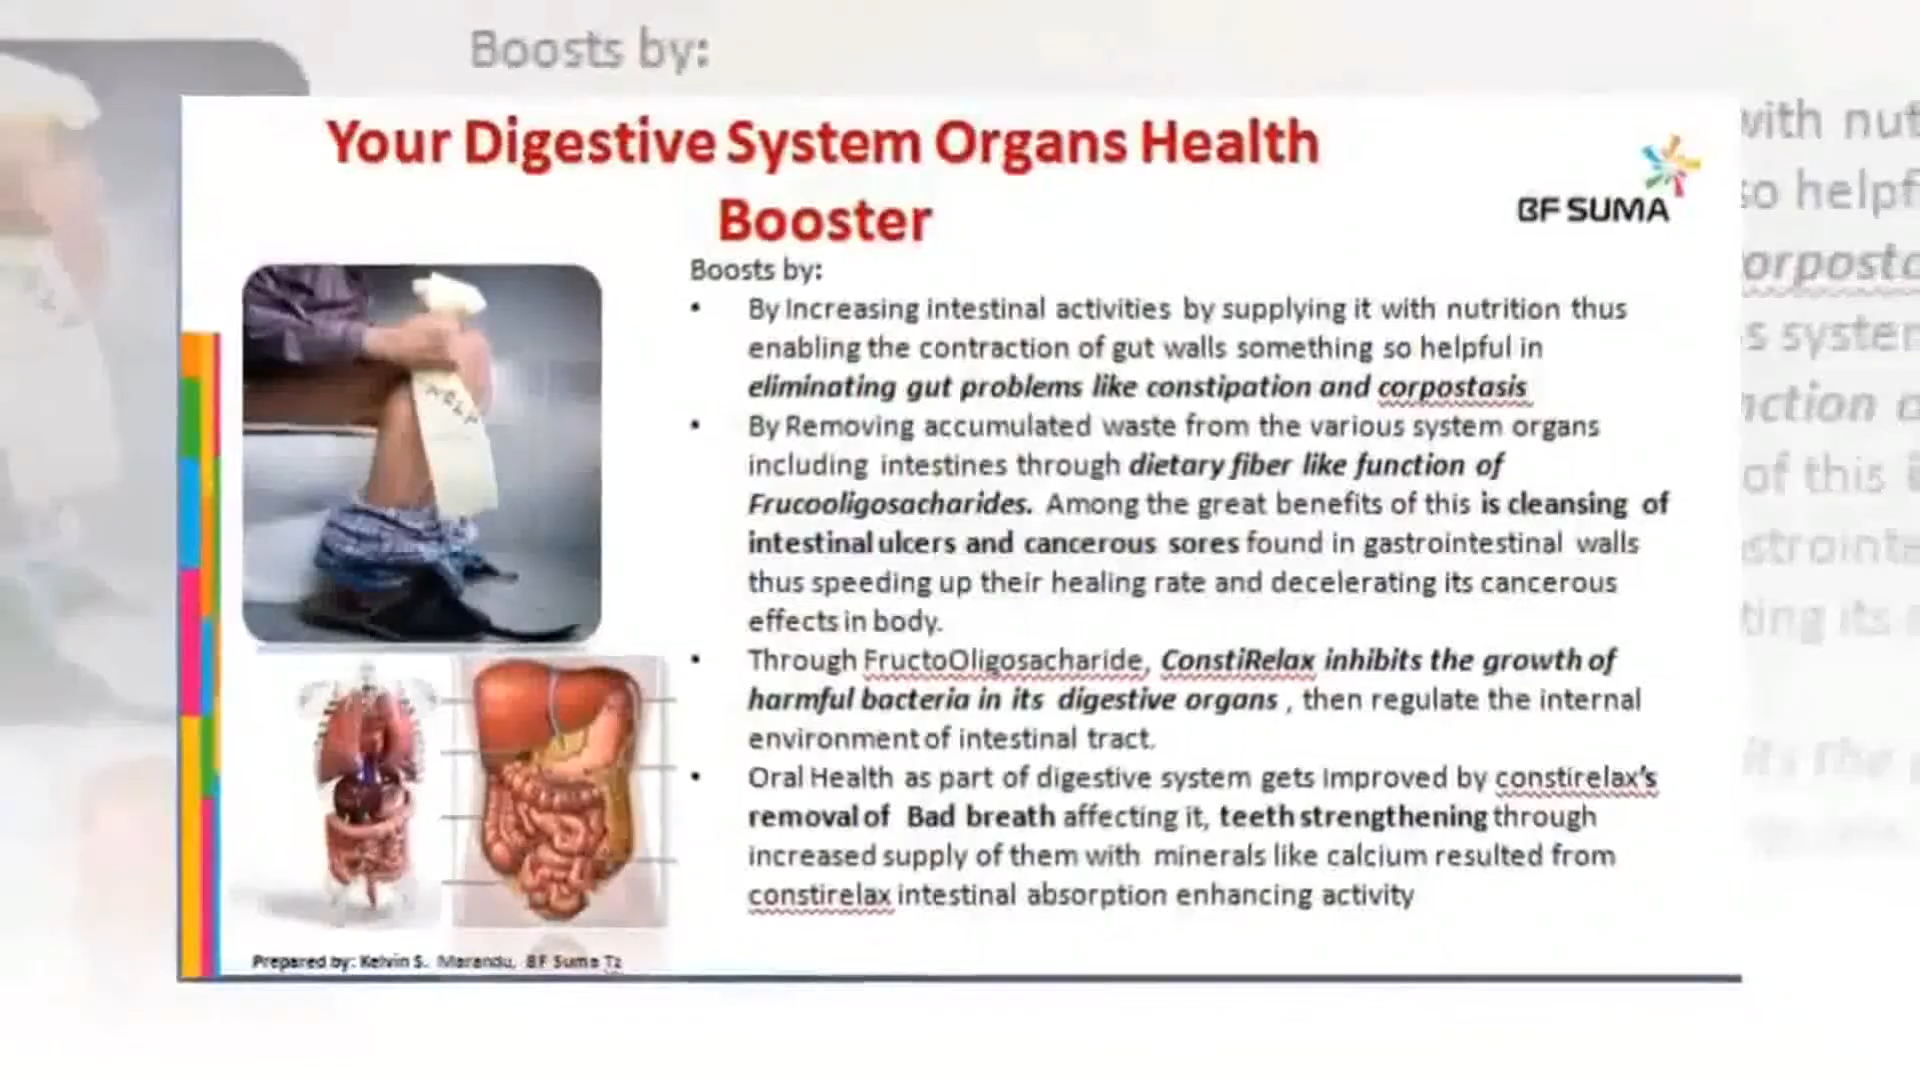 Boosts by:
Your Digestive System Organs Health
Booster
BF SUMA
Boosts by:
• By Increasing intestinal activities by supplying it with nutrition thus
enabling the contraction of gut walls something so helpful in
eliminating gut problems like constipation and corpostasis
• By Removing accumulated waste from the various system organs
including intestines through dietary fiber like function of
Frucooligosacharides. Among the great benefits of this is cleansing of
intestinal ulcers and cancerous sores found in gastrointestinal walls
thus speeding up their healing rate and decelerating its cancerous
effects in body.
• Through FructoOligosacharide, ConstiRelax inhibits the growth of
harmful bacteria in its digestive organs , then regulate the internal
environment of intestinal tract.
• Oral Health as part of digestive system gets Improved by constirelax's
removal of Bad breath affecting it, teeth strengthening through
increased supply of them with minerals like calcium resulted from
constirelax intestinal absorption enhancing activity
HELP
Prepared by: Kelvin S. Marandu, BF Suma Tz
with nut
so helpf
corposta
s system
nction o
of this i
strointe
ting its
its the